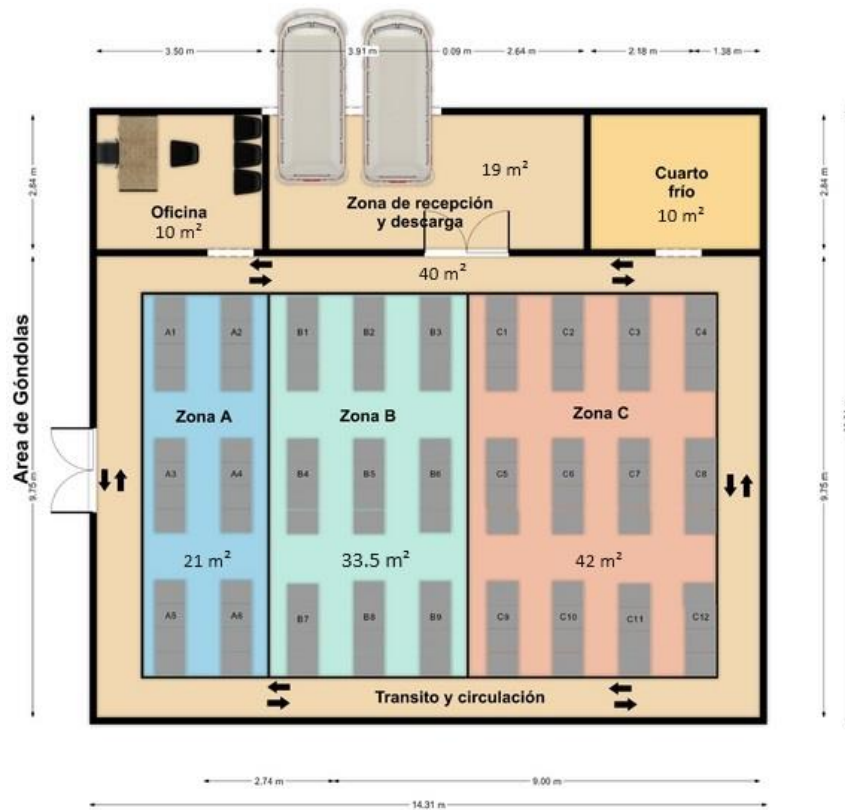 3.50 m
3.91 m
0.09 m
2.64 m
2.18 m
1.38 m
2.84 m
2.84 m
Oficina
10 m²
19 m²
Zona de recepción
y descarga
Cuarto
frío
10 m²
40 m²
A1
A2
B1
B2
B3
C1
C2
C3
C4
Zona A
Zona B
Zona C
Area de Góndolas
9.75 m
9.75 m
A3
A4
B4
B5
B6
C5
C6
C7
C8
21 m²
33.5 m²
42 m²
A5
A6
B7
B8
B9
C9
C10
C11
C12
Transito y circulación
2.74 m
9.00 m
14.31 m